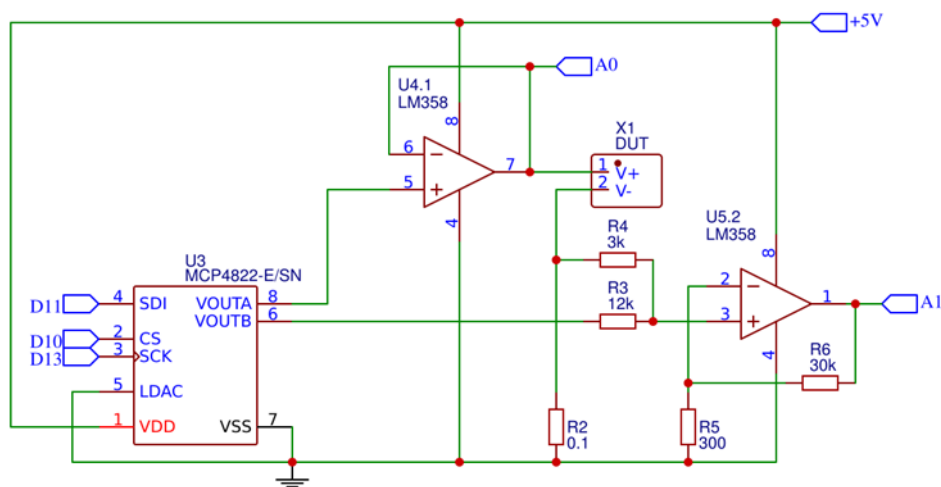 +5V
A0
U4.1
LM358
8
6
7
5
4
X1
DUT
1
V+
2
V-
U5.2
LM358
8
R4
3k
U3
MCP4822-E/SN
2
1
A1
R3
12k
3
4
D11
4
SDI
VOUTA
8
VOUTB
6
D10
2
CS
D13
3
SCK
5
LDAC
1
VDD
VSS
7
R6
30k
R2
0.1
R5
300